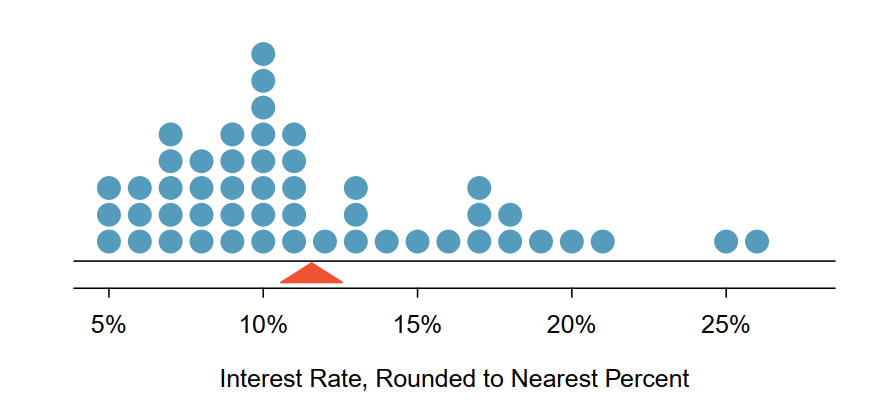 5% 10% 15% 20% 25%
Interest Rate, Rounded to Nearest Percent